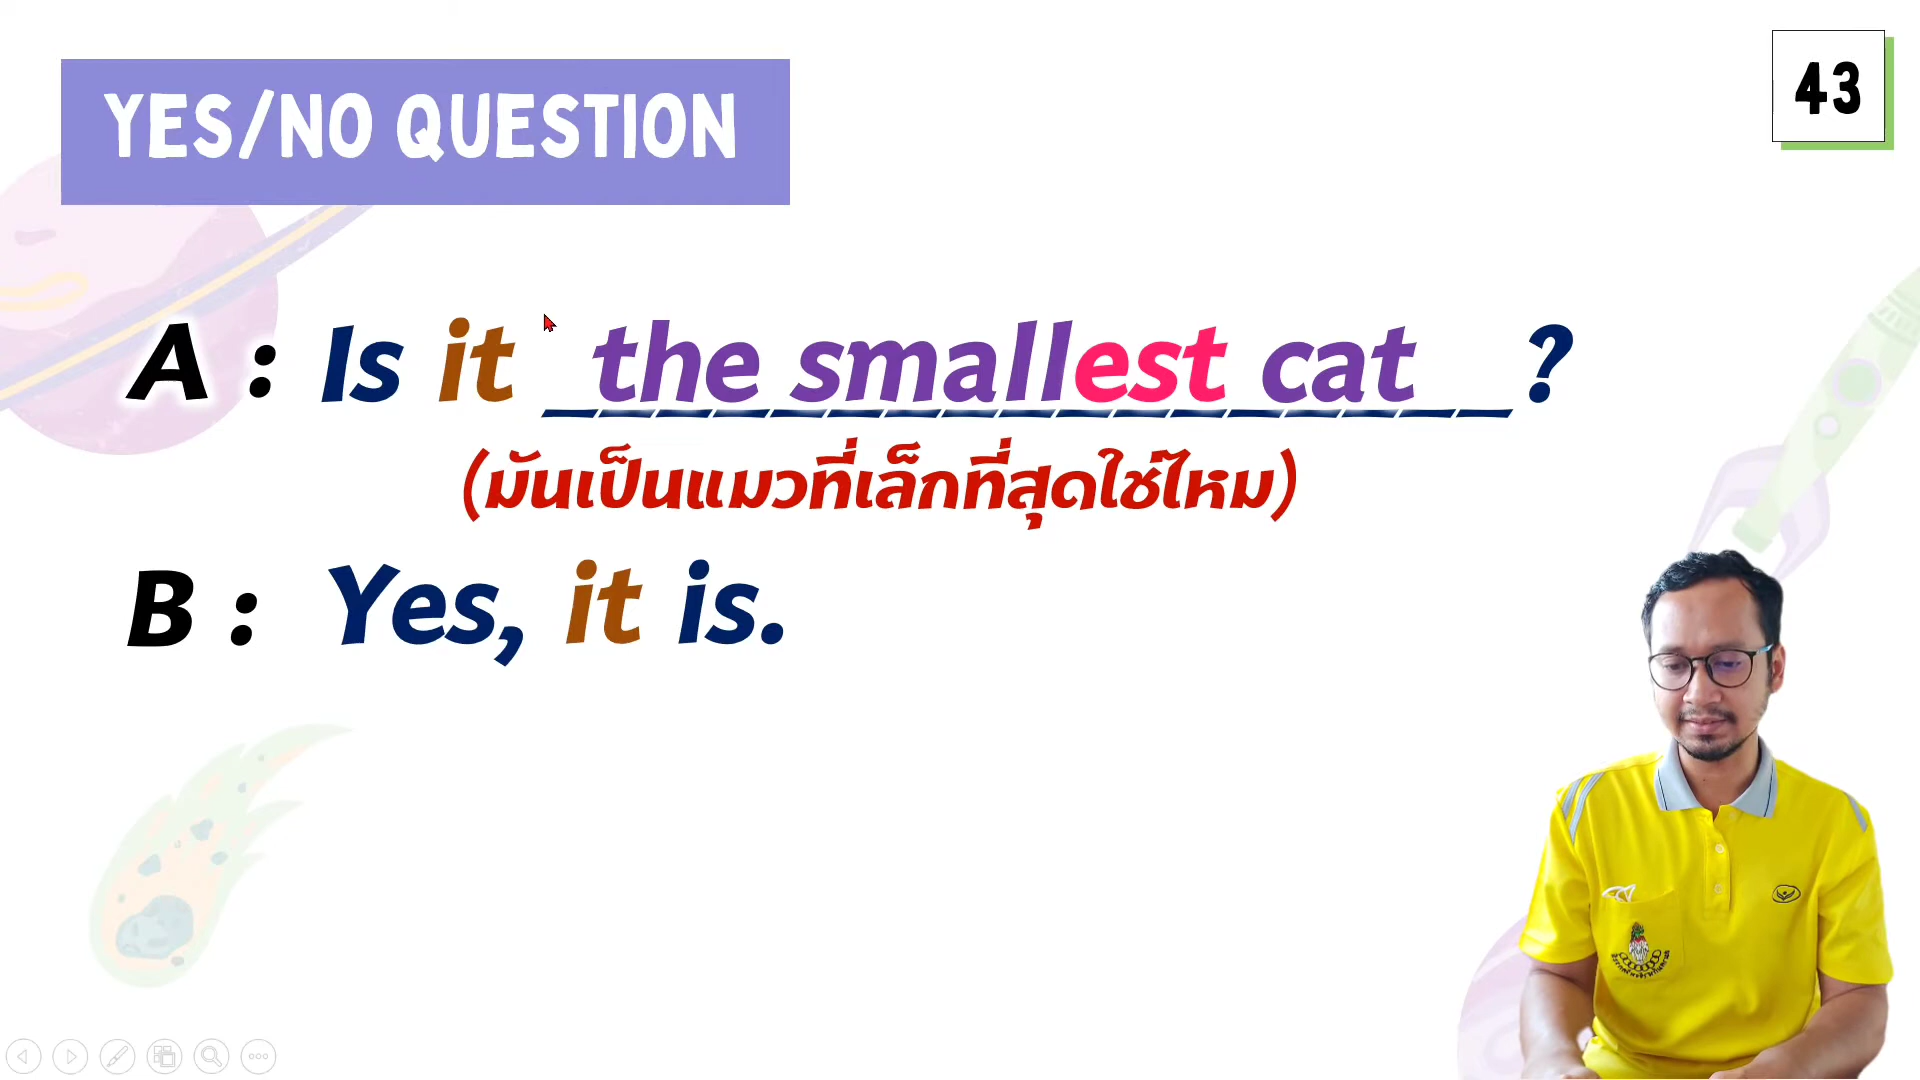 YES/NO QUESTION
43
A : Is it the smallest cat ?
(มันเป็นแมวที่เล็กที่สุดใช่ไหม)
B : Yes, it is.